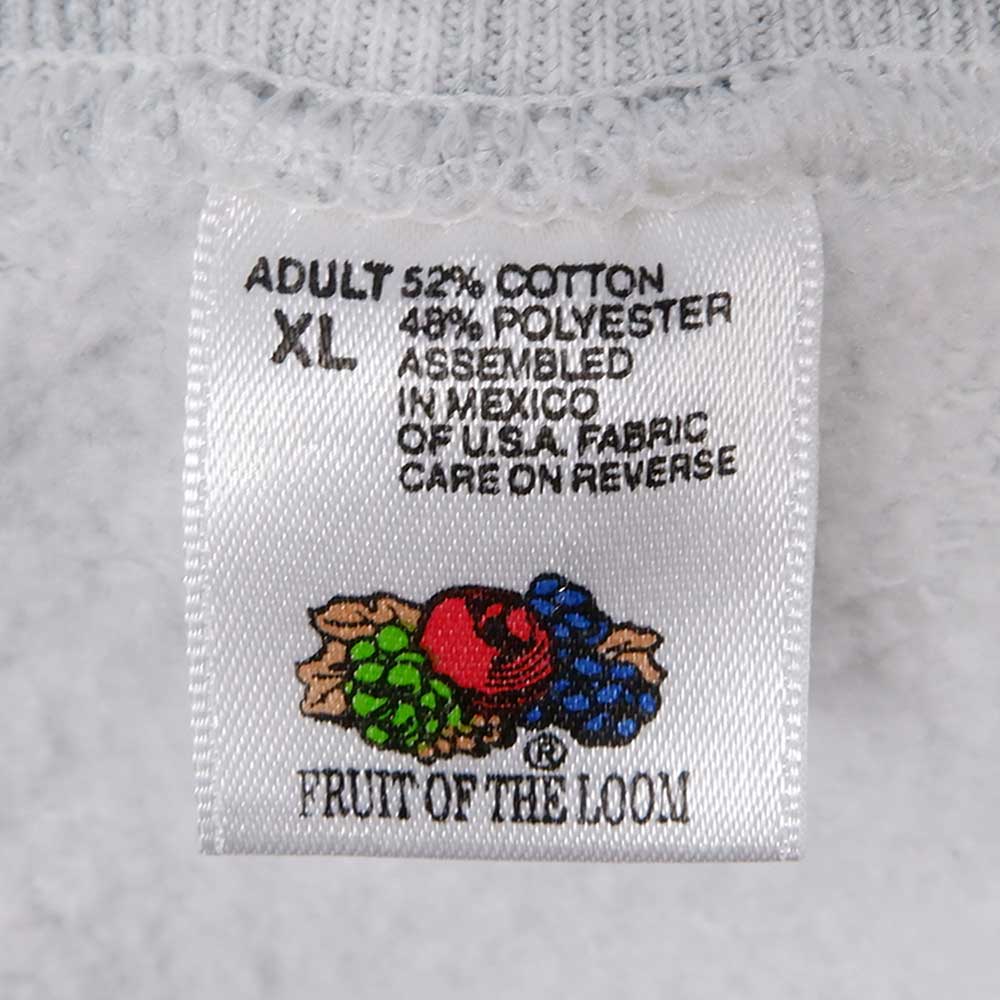 ADULT 52% COTTON
XL 48% POLYESTER
ASSEMBLED
IN MEXICO
OF U.S.A. FABRIC
CARE ON REVERSE
®
FRUIT OF THE LOOM